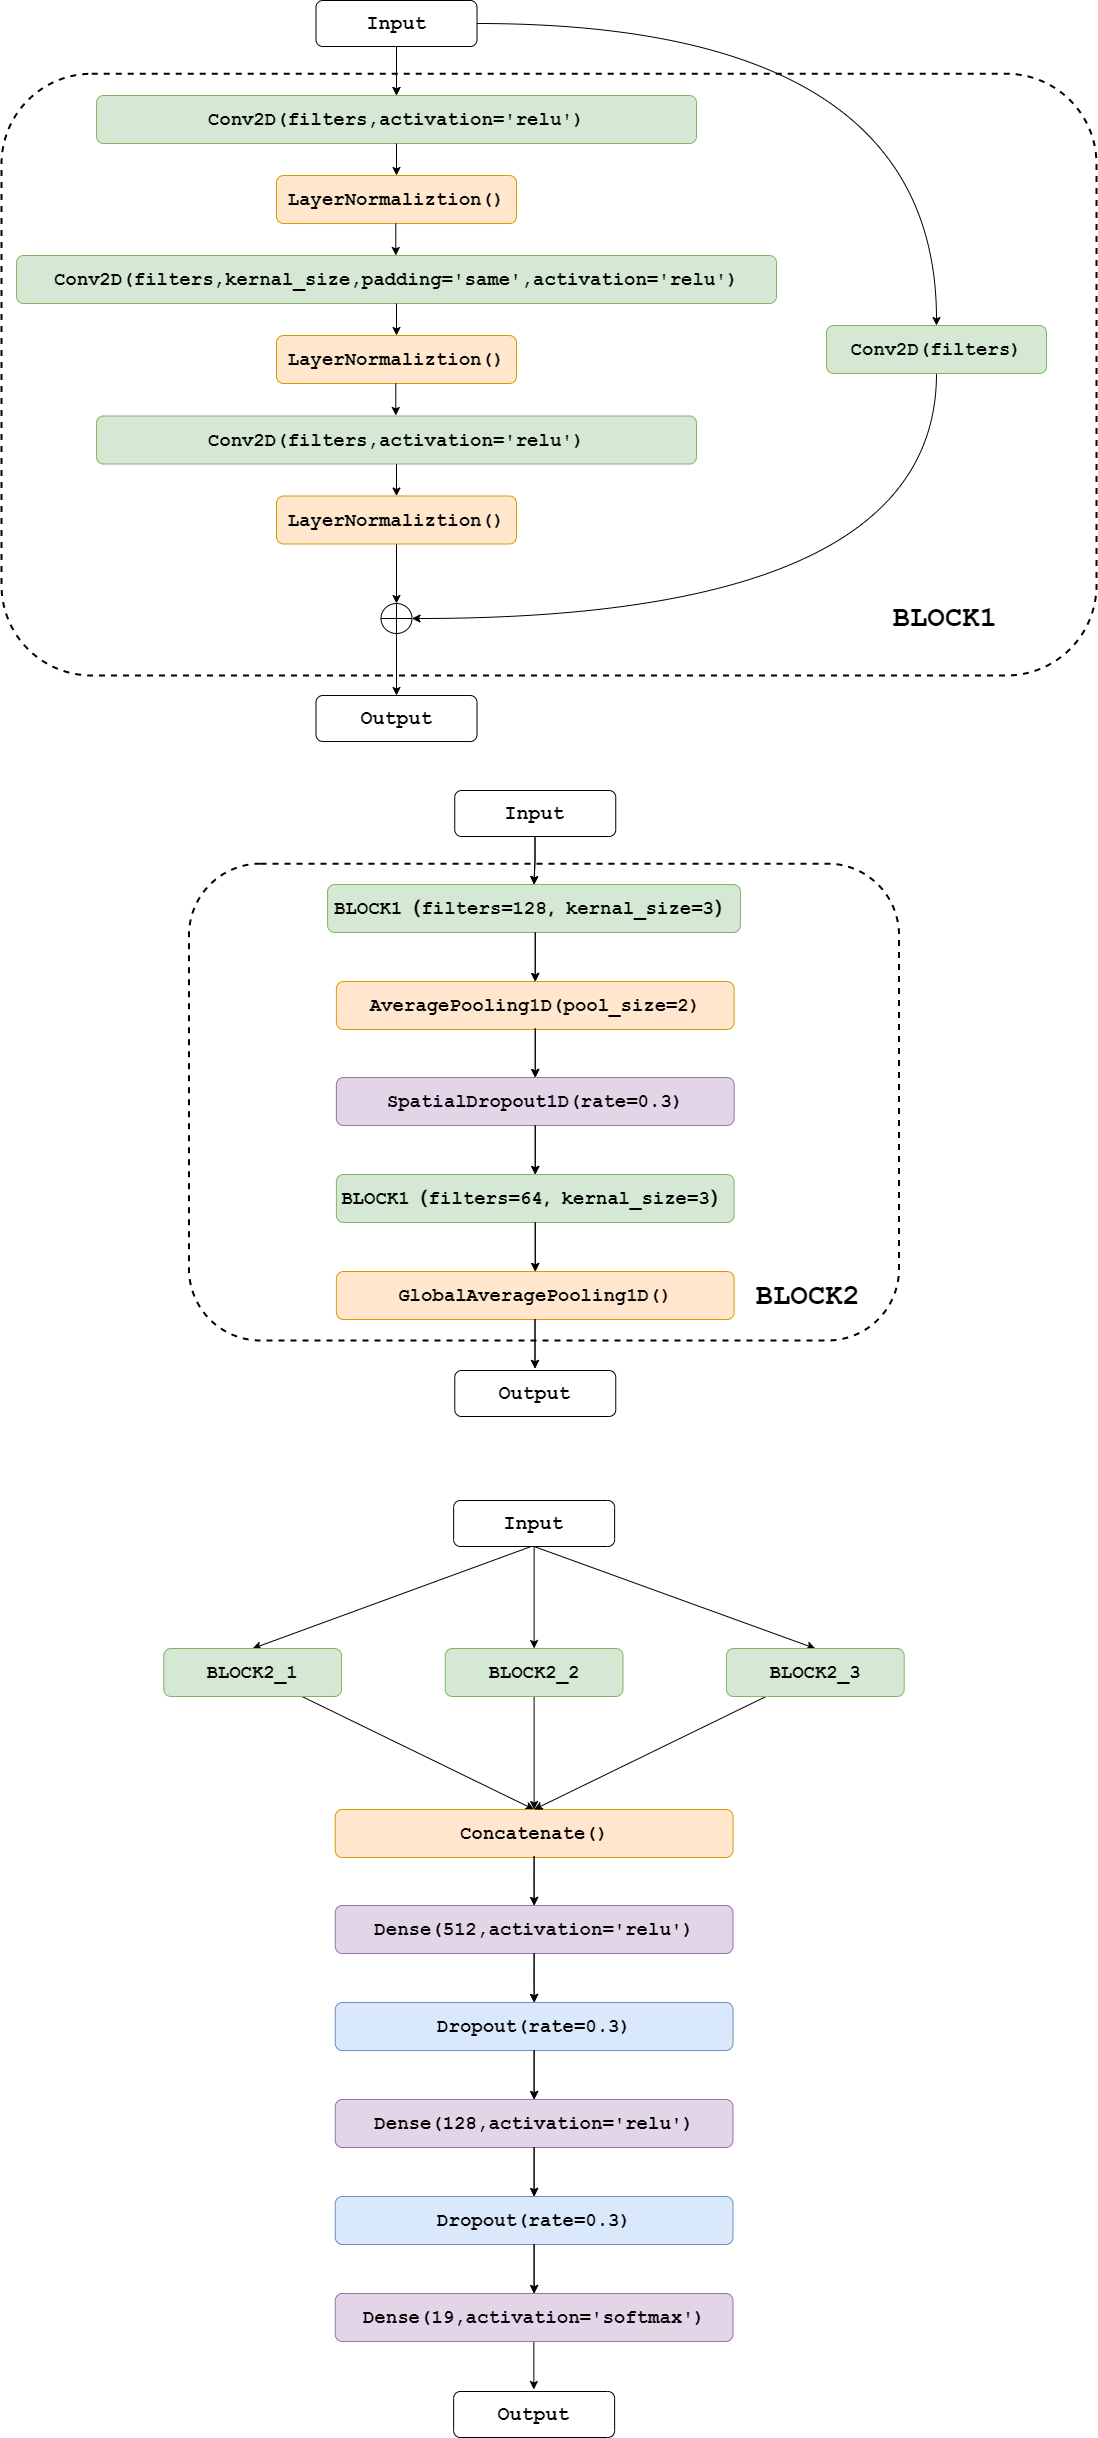 Input
Conv2D(filters,activation='relu')
LayerNormaliztion()
Conv2D(filters,kernal_size,padding='same',activation='relu')
LayerNormaliztion()
Conv2D(filters)
Conv2D(filters,activation='relu')
LayerNormaliztion()
BLOCK1
Output
Input
BLOCK1 (filters=128, kernal_size=3)
AveragePooling1D(pool_size=2)
SpatialDropout1D(rate=0.3)
BLOCK1 (filters=64, kernal_size=3)
GlobalAveragePooling1D()
BLOCK2
Output
Input
BLOCK2_1
BLOCK2_2
BLOCK2_3
Concatenate()
Dense(512,activation='relu')
Dropout(rate=0.3)
Dense(128,activation='relu')
Dropout(rate=0.3)
Dense(19,activation='softmax')
Output